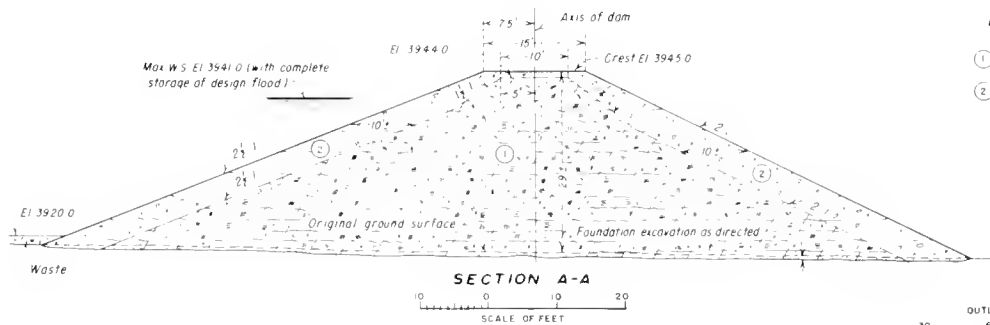 7.5'
Axis of dam
15'
10'
El 3944.0
Crest El 3945.0
Max W.S. El 3941.0 (with complete
storage of design flood)
5'
10'
2
10'
①
②
2½
1
②
①
②
29'±
2½
1
2
El 3920.0
Original ground surface
Foundation excavation as directed
Waste
SECTION A-A
10 0 10 20
SCALE OF FEET